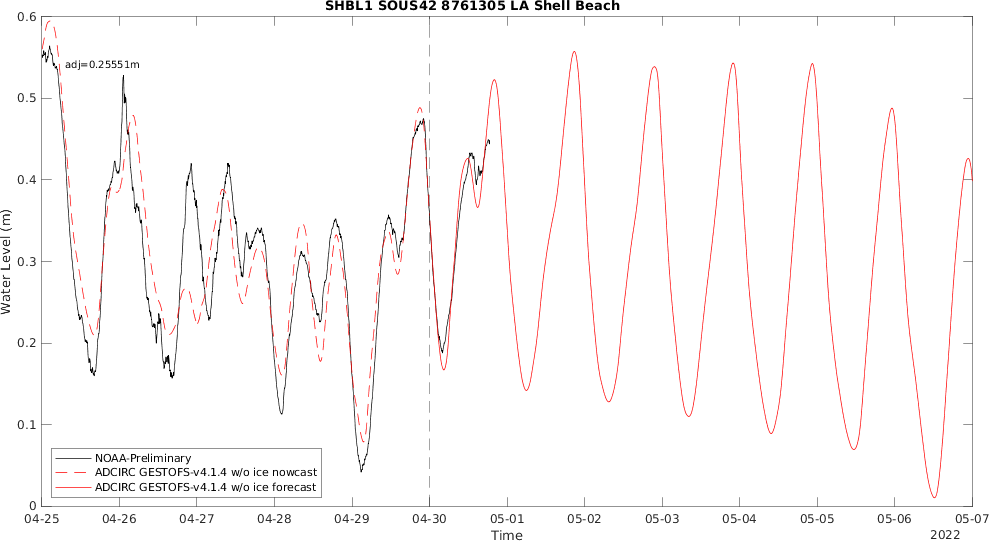 SHBL1 SOUS42 8761305 LA Shell Beach
0.6
0.5
0.4
0.3
0.2
0.1
0
Water Level (m)
adj=0.25551m
NOAA-Preliminary
ADCIRC GESTOFS-v4.1.4 w/o ice nowcast
ADCIRC GESTOFS-v4.1.4 w/o ice forecast
04-25 04-26 04-27 04-28 04-29 04-30 05-01 05-02 05-03 05-04 05-05 05-06 05-07
Time
2022